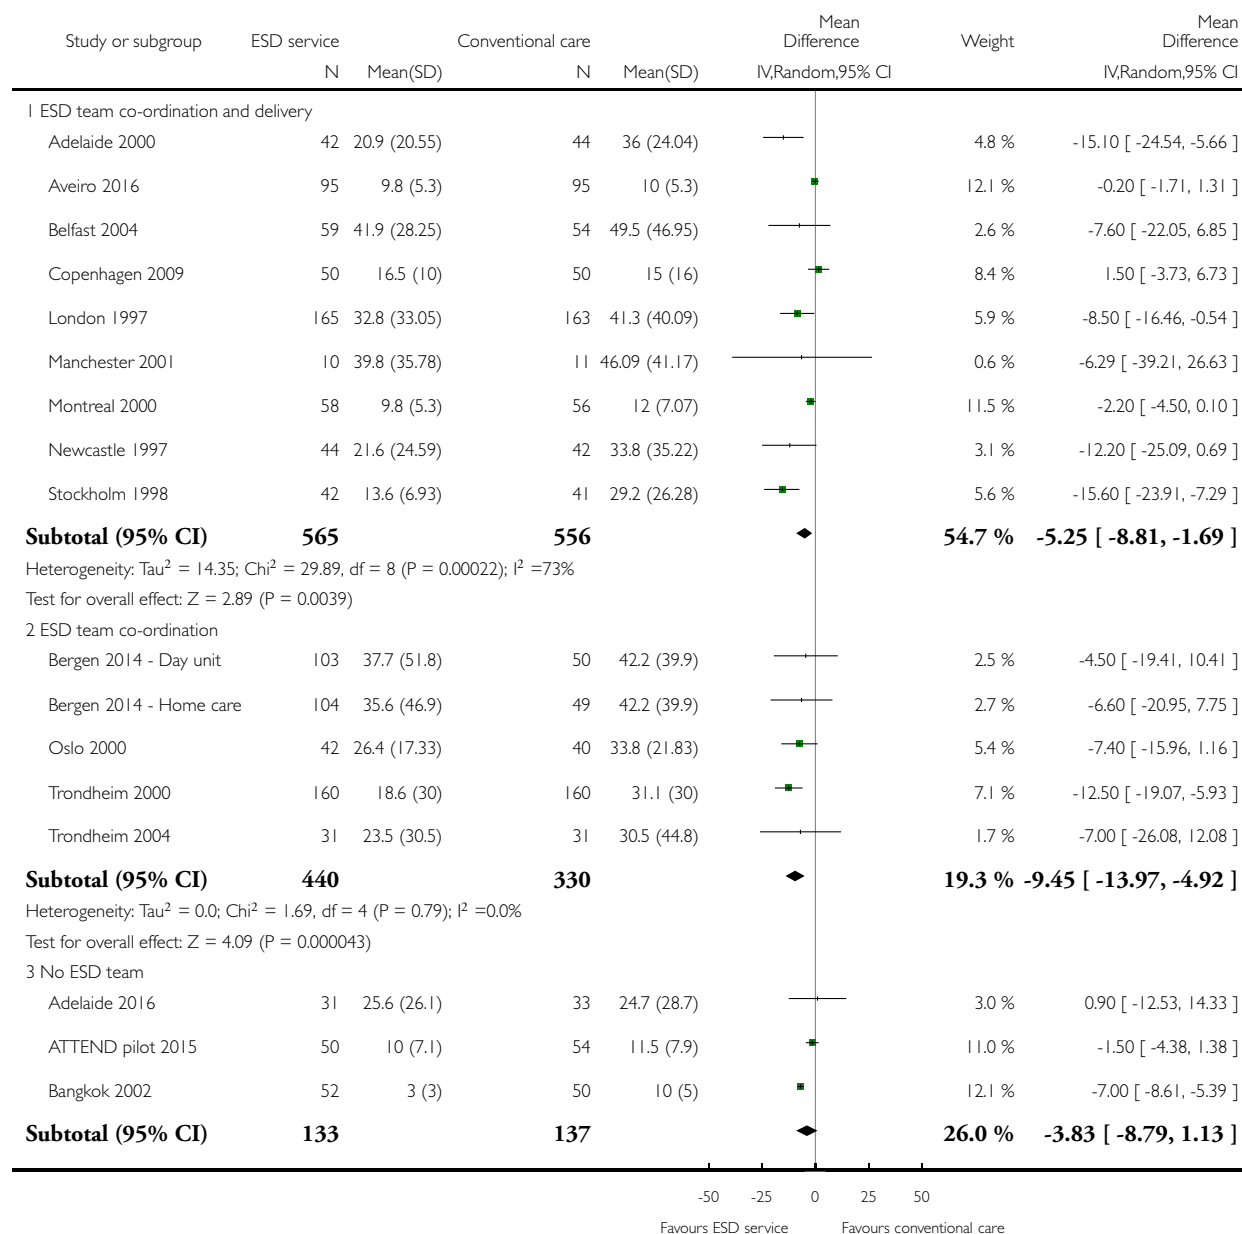 Mean Mean
Study or subgroup ESD service Conventional care Difference Weight Difference
N Mean(SD) N Mean(SD) IV,Random,95% CI IV,Random,95% CI
1 ESD team co-ordination and delivery
Adelaide 2000 42 20.9 (20.55) 44 36 (24.04) 4.8 % -15.10 [ -24.54, -5.66 ]
Aveiro 2016 95 9.8 (5.3) 95 10 (5.3) 12.1 % -0.20 [ -1.71, 1.31 ]
Belfast 2004 59 41.9 (28.25) 54 49.5 (46.95) 2.6 % -7.60 [ -22.05, 6.85 ]
Copenhagen 2009 50 16.5 (10) 50 15 (16) 8.4 % 1.50 [ -3.73, 6.73 ]
London 1997 165 32.8 (33.05) 163 41.3 (40.09) 5.9 % -8.50 [ -16.46, -0.54 ]
Manchester 2001 10 39.8 (35.78) 11 46.09 (41.17) 0.6 % -6.29 [ -39.21, 26.63 ]
Montreal 2000 58 9.8 (5.3) 56 12 (7.07) 11.5 % -2.20 [ -4.50, 0.10 ]
Newcastle 1997 44 21.6 (24.59) 42 33.8 (35.22) 3.1 % -12.20 [ -25.09, 0.69 ]
Stockholm 1998 42 13.6 (6.93) 41 29.2 (26.28) 5.6 % -15.60 [ -23.91, -7.29 ]
Subtotal (95% CI) 565 556 54.7 % -5.25 [ -8.81, -1.69 ]
Heterogeneity: Tau² = 14.35; Chi² = 29.89, df = 8 (P = 0.00022); I² =73%
Test for overall effect: Z = 2.89 (P = 0.0039)
2 ESD team co-ordination
Bergen 2014 - Day unit 103 37.7 (51.8) 50 42.2 (39.9) 2.5 % -4.50 [ -19.41, 10.41 ]
Bergen 2014 - Home care 104 35.6 (46.9) 49 42.2 (39.9) 2.7 % -6.60 [ -20.95, 7.75 ]
Oslo 2000 42 26.4 (17.33) 40 33.8 (21.83) 5.4 % -7.40 [ -15.96, 1.16 ]
Trondheim 2000 160 18.6 (30) 160 31.1 (30) 7.1 % -12.50 [ -19.07, -5.93 ]
Trondheim 2004 31 23.5 (30.5) 31 30.5 (44.8) 1.7 % -7.00 [ -26.08, 12.08 ]
Subtotal (95% CI) 440 330 19.3 % -9.45 [ -13.97, -4.92 ]
Heterogeneity: Tau² = 0.0; Chi² = 1.69, df = 4 (P = 0.79); I² =0.0%
Test for overall effect: Z = 4.09 (P = 0.000043)
3 No ESD team
Adelaide 2016 31 25.6 (26.1) 33 24.7 (28.7) 3.0 % 0.90 [ -12.53, 14.33 ]
ATTEND pilot 2015 50 10 (7.1) 54 11.5 (7.9) 11.0 % -1.50 [ -4.38, 1.38 ]
Bangkok 2002 52 3 (3) 50 10 (5) 12.1 % -7.00 [ -8.61, -5.39 ]
Subtotal (95% CI) 133 137 26.0 % -3.83 [ -8.79, 1.13 ]
-50 -25 0 25 50
Favours ESD service Favours conventional care